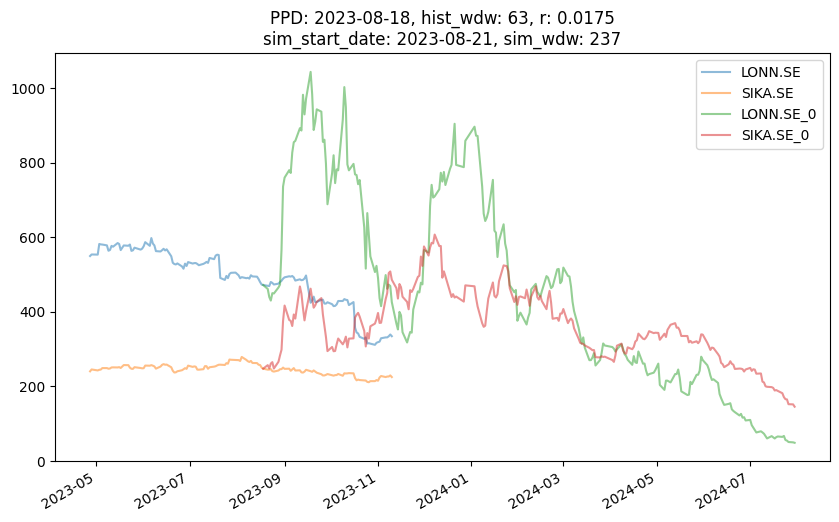 PPD: 2023-08-18, hist_wdw: 63, r: 0.0175
sim_start_date: 2023-08-21, sim_wdw: 237
LONN.SE
SIKA.SE
LONN.SE_0
SIKA.SE_0
1000
800
600
400
200
0
2023-05
2023-07
2023-09
2023-11
2024-01
2024-03
2024-05
2024-07